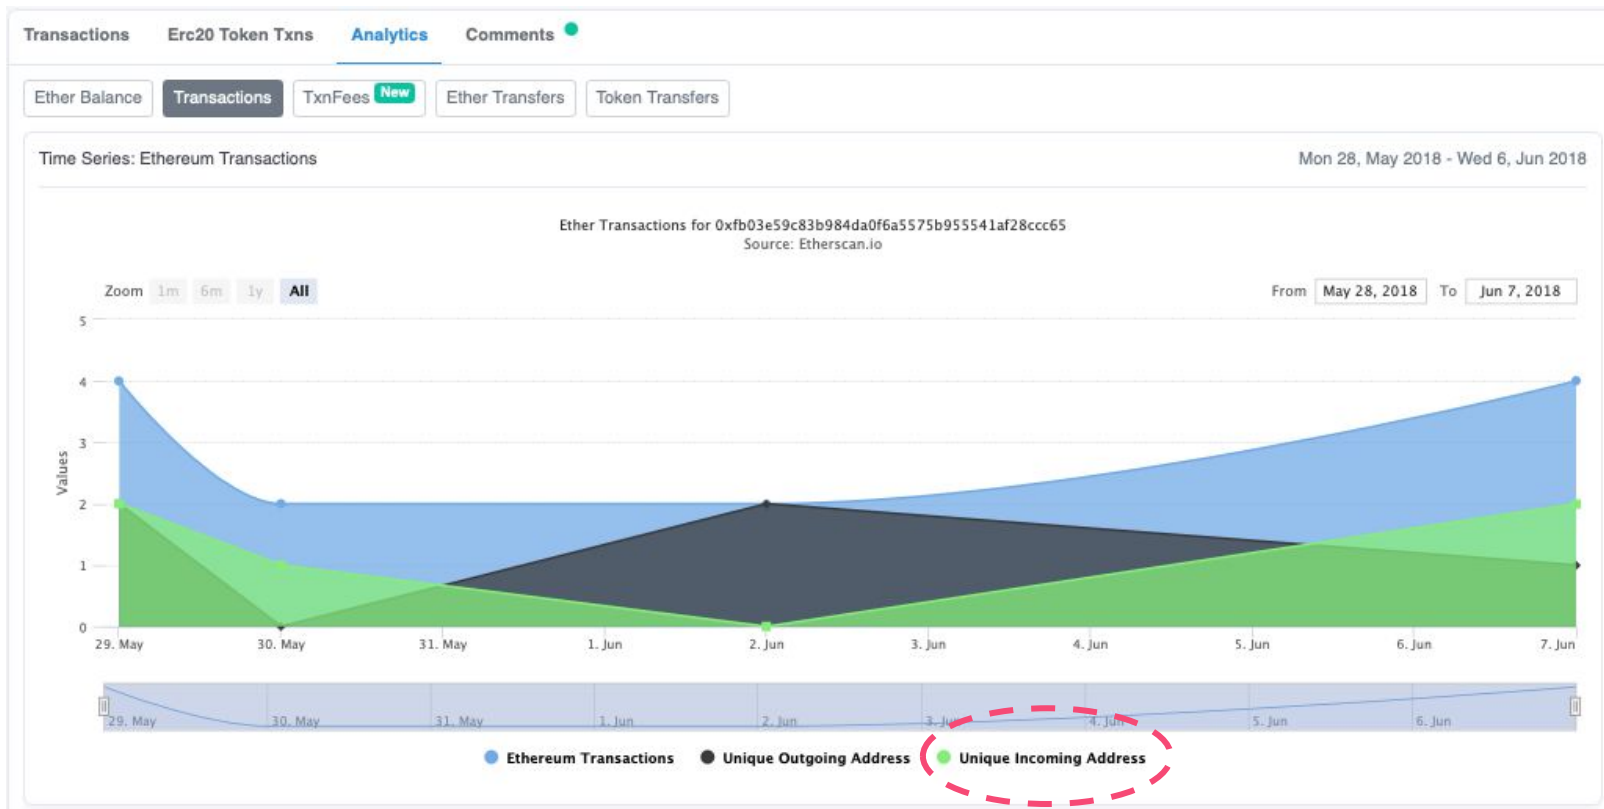 Transactions Erc20 Token Txns Analytics Comments
Ether Balance Transactions TxnFees New Ether Transfers Token Transfers
Time Series: Ethereum Transactions Mon 28, May 2018 - Wed 6, Jun 2018
Ether Transactions for 0xfb03e59c83b984da0f6a5575b955541af28ccc65
Source: Etherscan.io
Zoom 1m 6m 1y All From May 28, 2018 To Jun 7, 2018
5
4
3
Values
2
1
0
29. May 30. May 31. May 1. Jun 2. Jun 3. Jun 4. Jun 5. Jun 6. Jun 7. Jun
29. May 30. May 31. May 1. Jun 2. Jun 3. Jun 4. Jun 5. Jun 6. Jun
Ethereum Transactions Unique Outgoing Address Unique Incoming Address